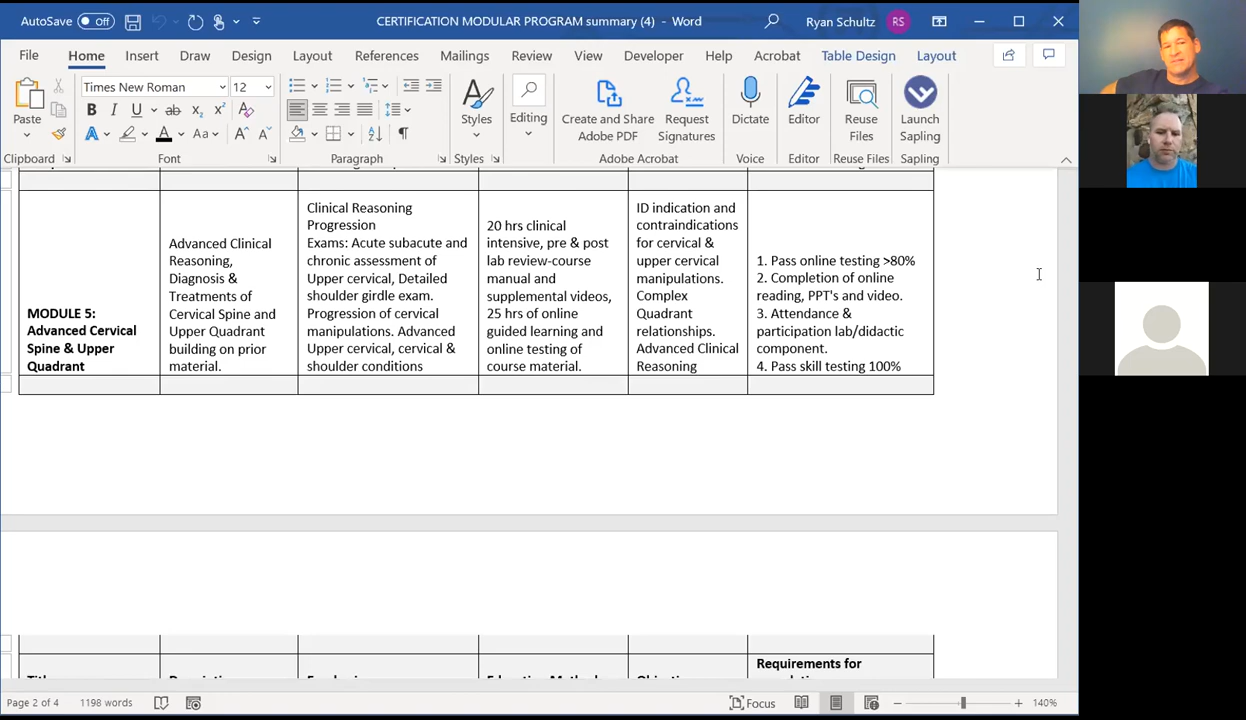 AutoSave Off
CERTIFICATION MODULAR PROGRAM summary (4) - Word
Ryan Schultz RS
File Home Insert Draw Design Layout References Mailings Review View Developer Help Acrobat Table Design Layout
Times New Roman 12
Paste
Clipboard
Font
Paragraph
Styles
Styles
Editing
Create and Share
Adobe PDF
Request
Signatures
Adobe Acrobat
Dictate
Voice
Editor
Editor
Reuse
Files
Reuse Files
Launch
Sapling
Sapling
MODULE 5:
Advanced Cervical
Spine & Upper
Quadrant
Advanced Clinical
Reasoning,
Diagnosis &
Treatments of
Cervical Spine and
Upper Quadrant
building on prior
material.
Clinical Reasoning
Progression
Exams: Acute subacute and
chronic assessment of
Upper cervical, Detailed
shoulder girdle exam.
Progression of cervical
manipulations. Advanced
Upper cervical, cervical &
shoulder conditions
20 hrs clinical
intensive, pre & post
lab review-course
manual and
supplemental videos,
25 hrs of online
guided learning and
online testing of
course material.
ID indication and
contraindications
for cervical &
upper cervical
manipulations.
Complex
Quadrant
relationships.
Advanced Clinical
Reasoning
1. Pass online testing >80%
2. Completion of online
reading, PPT's and video.
3. Attendance &
participation lab/didactic
component.
4. Pass skill testing 100%
Requirements for
Page 2 of 4 1198 words
Focus
140%